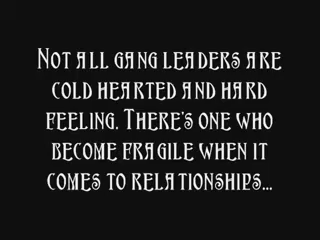 Not all gang leaders are
cold hearted and hard
feeling. There's one who
become fragile when it
comes to relationships...